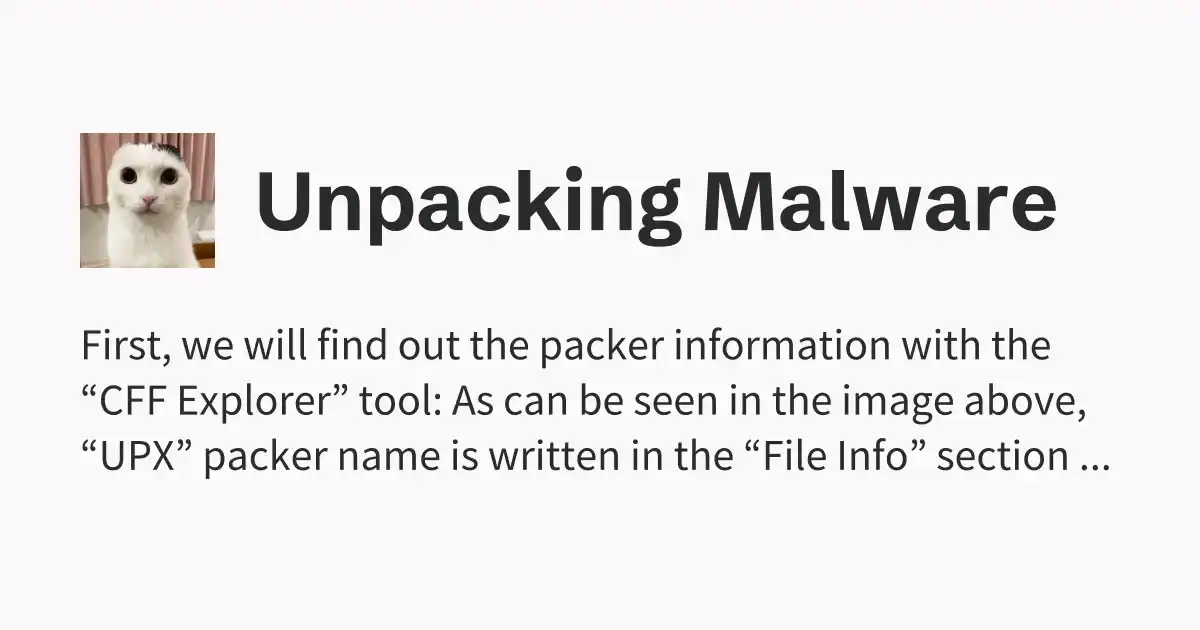 Unpacking Malware
First, we will find out the packer information with the
“CFF Explorer” tool: As can be seen in the image above,
“UPX” packer name is written in the “File Info” section ...